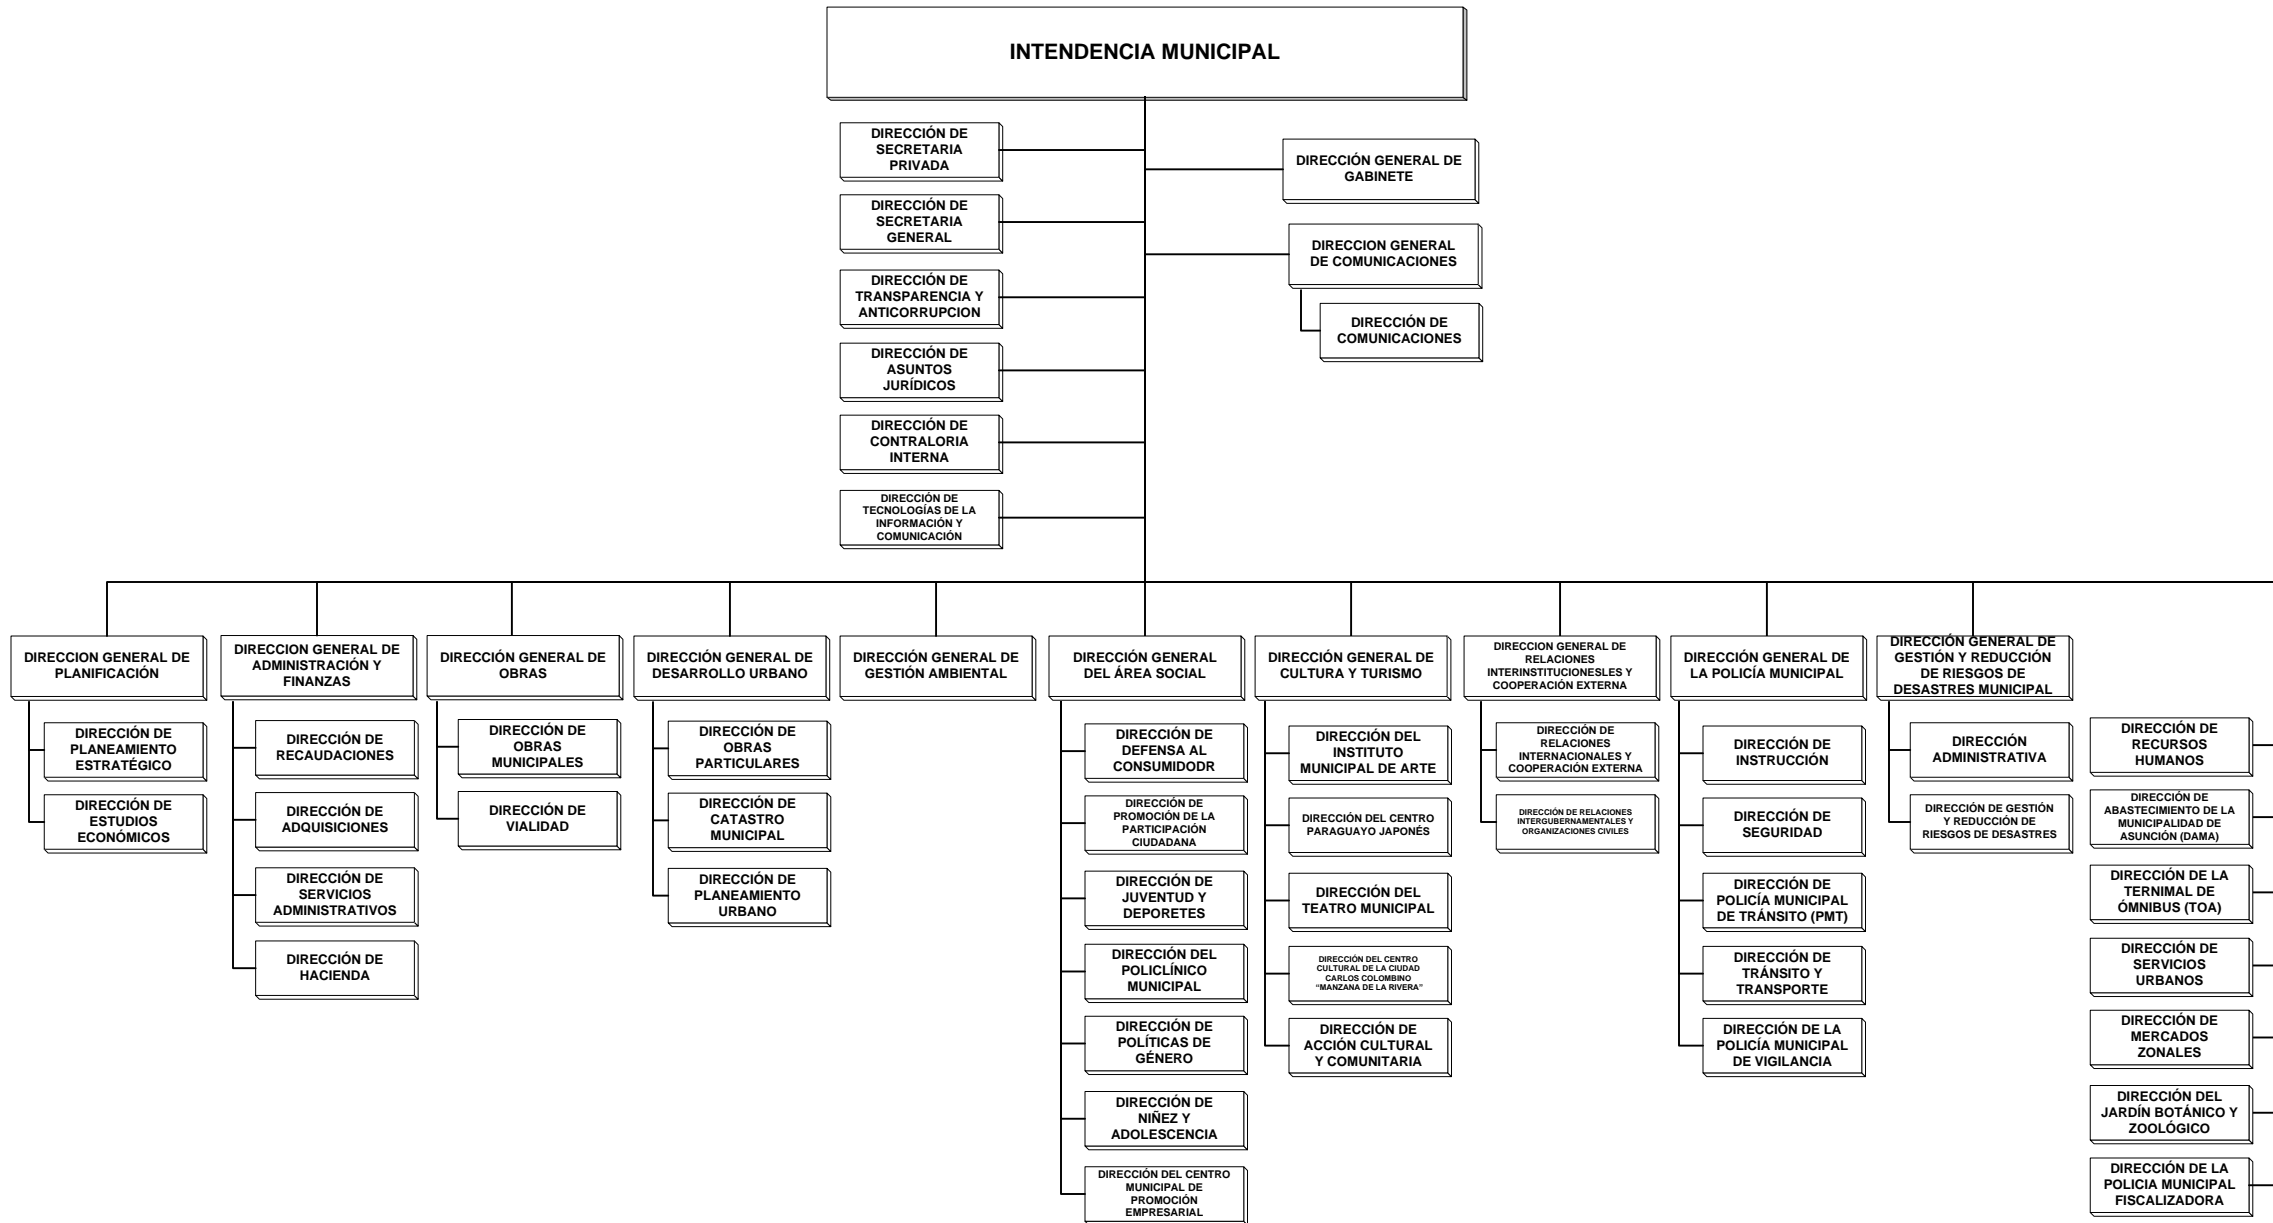 INTENDENCIA MUNICIPAL
DIRECCIÓN DE
SECRETARIA
PRIVADA
DIRECCIÓN GENERAL DE
GABINETE
DIRECCIÓN DE
SECRETARIA
GENERAL
DIRECCION GENERAL
DE COMUNICACIONES
DIRECCIÓN DE
TRANSPARENCIA Y
ANTICORRUPCION
DIRECCIÓN DE
COMUNICACIONES
DIRECCIÓN DE
ASUNTOS
JURÍDICOS
DIRECCIÓN DE
CONTRALORIA
INTERNA
DIRECCIÓN DE
TECNOLOGÍAS DE LA
INFORMACIÓN Y
COMUNICACIÓN
DIRECCION GENERAL DE
PLANIFICACIÓN
DIRECCIÓN DE
PLANEAMIENTO
ESTRATÉGICO
DIRECCIÓN DE
ESTUDIOS
ECONÓMICOS
DIRECCION GENERAL DE
ADMINISTRACIÓN Y
FINANZAS
DIRECCIÓN DE
RECAUDACIONES
DIRECCIÓN DE
ADQUISICIONES
DIRECCIÓN DE
SERVICIOS
ADMINISTRATIVOS
DIRECCIÓN DE
HACIENDA
DIRECCIÓN GENERAL DE
OBRAS
DIRECCIÓN DE
OBRAS
MUNICIPALES
DIRECCIÓN DE
VIALIDAD
DIRECCIÓN GENERAL DE
DESARROLLO URBANO
DIRECCIÓN DE
OBRAS
PARTICULARES
DIRECCIÓN DE
CATASTRO
MUNICIPAL
DIRECCIÓN DE
PLANEAMIENTO
URBANO
DIRECCIÓN GENERAL DE
GESTIÓN AMBIENTAL
DIRECCIÓN GENERAL
DEL ÁREA SOCIAL
DIRECCIÓN DE
DEFENSA AL
CONSUMIDODR
DIRECCIÓN DE
PROMOCIÓN DE LA
PARTICIPACIÓN
CIUDADANA
DIRECCIÓN DE
JUVENTUD Y
DEPORETES
DIRECCIÓN DEL
POLICLÍNICO
MUNICIPAL
DIRECCIÓN DE
POLÍTICAS DE
GÉNERO
DIRECCIÓN DE
NIÑEZ Y
ADOLESCENCIA
DIRECCIÓN DEL CENTRO
MUNICIPAL DE
PROMOCIÓN
EMPRESARIAL
DIRECCIÓN GENERAL DE
CULTURA Y TURISMO
DIRECCIÓN DEL
INSTITUTO
MUNICIPAL DE ARTE
DIRECCIÓN DEL CENTRO
PARAGUAYO JAPONÉS
DIRECCIÓN DEL
TEATRO MUNICIPAL
DIRECCIÓN DEL CENTRO
CULTURAL DE LA CIUDAD
CARLOS COLOMBINO
“MANZANA DE LA RIVERA”
DIRECCIÓN DE
ACCIÓN CULTURAL
Y COMUNITARIA
DIRECCION GENERAL DE
RELACIONES
INTERINSTITUCIONESLES Y
COOPERACIÓN EXTERNA
DIRECCIÓN DE
RELACIONES
INTERNACIONALES Y
COOPERACIÓN EXTERNA
DIRECCIÓN DE RELACIONES
INTERGUBERNAMENTALES Y
ORGANIZACIONES CIVILES
DIRECCIÓN GENERAL DE
LA POLICÍA MUNICIPAL
DIRECCIÓN DE
INSTRUCCIÓN
DIRECCIÓN DE
SEGURIDAD
DIRECCIÓN DE
POLICÍA MUNICIPAL
DE TRÁNSITO (PMT)
DIRECCIÓN DE
TRÁNSITO Y
TRANSPORTE
DIRECCIÓN DE LA
POLICÍA MUNICIPAL
DE VIGILANCIA
DIRECCIÓN GENERAL DE
GESTIÓN Y REDUCCIÓN
DE RIESGOS DE
DESASTRES MUNICIPAL
DIRECCIÓN
ADMINISTRATIVA
DIRECCIÓN DE GESTIÓN
Y REDUCCIÓN DE
RIESGOS DE DESASTRES
DIRECCIÓN DE
RECURSOS
HUMANOS
DIRECCIÓN DE
ABASTECIMIENTO DE LA
MUNICIPALIDAD DE
ASUNCIÓN (DAMA)
DIRECCIÓN DE LA
TERNIMAL DE
ÓMNIBUS (TOA)
DIRECCIÓN DE
SERVICIOS
URBANOS
DIRECCIÓN DE
MERCADOS
ZONALES
DIRECCIÓN DEL
JARDÍN BOTÁNICO Y
ZOOLÓGICO
DIRECCIÓN DE LA
POLICIA MUNICIPAL
FISCALIZADORA